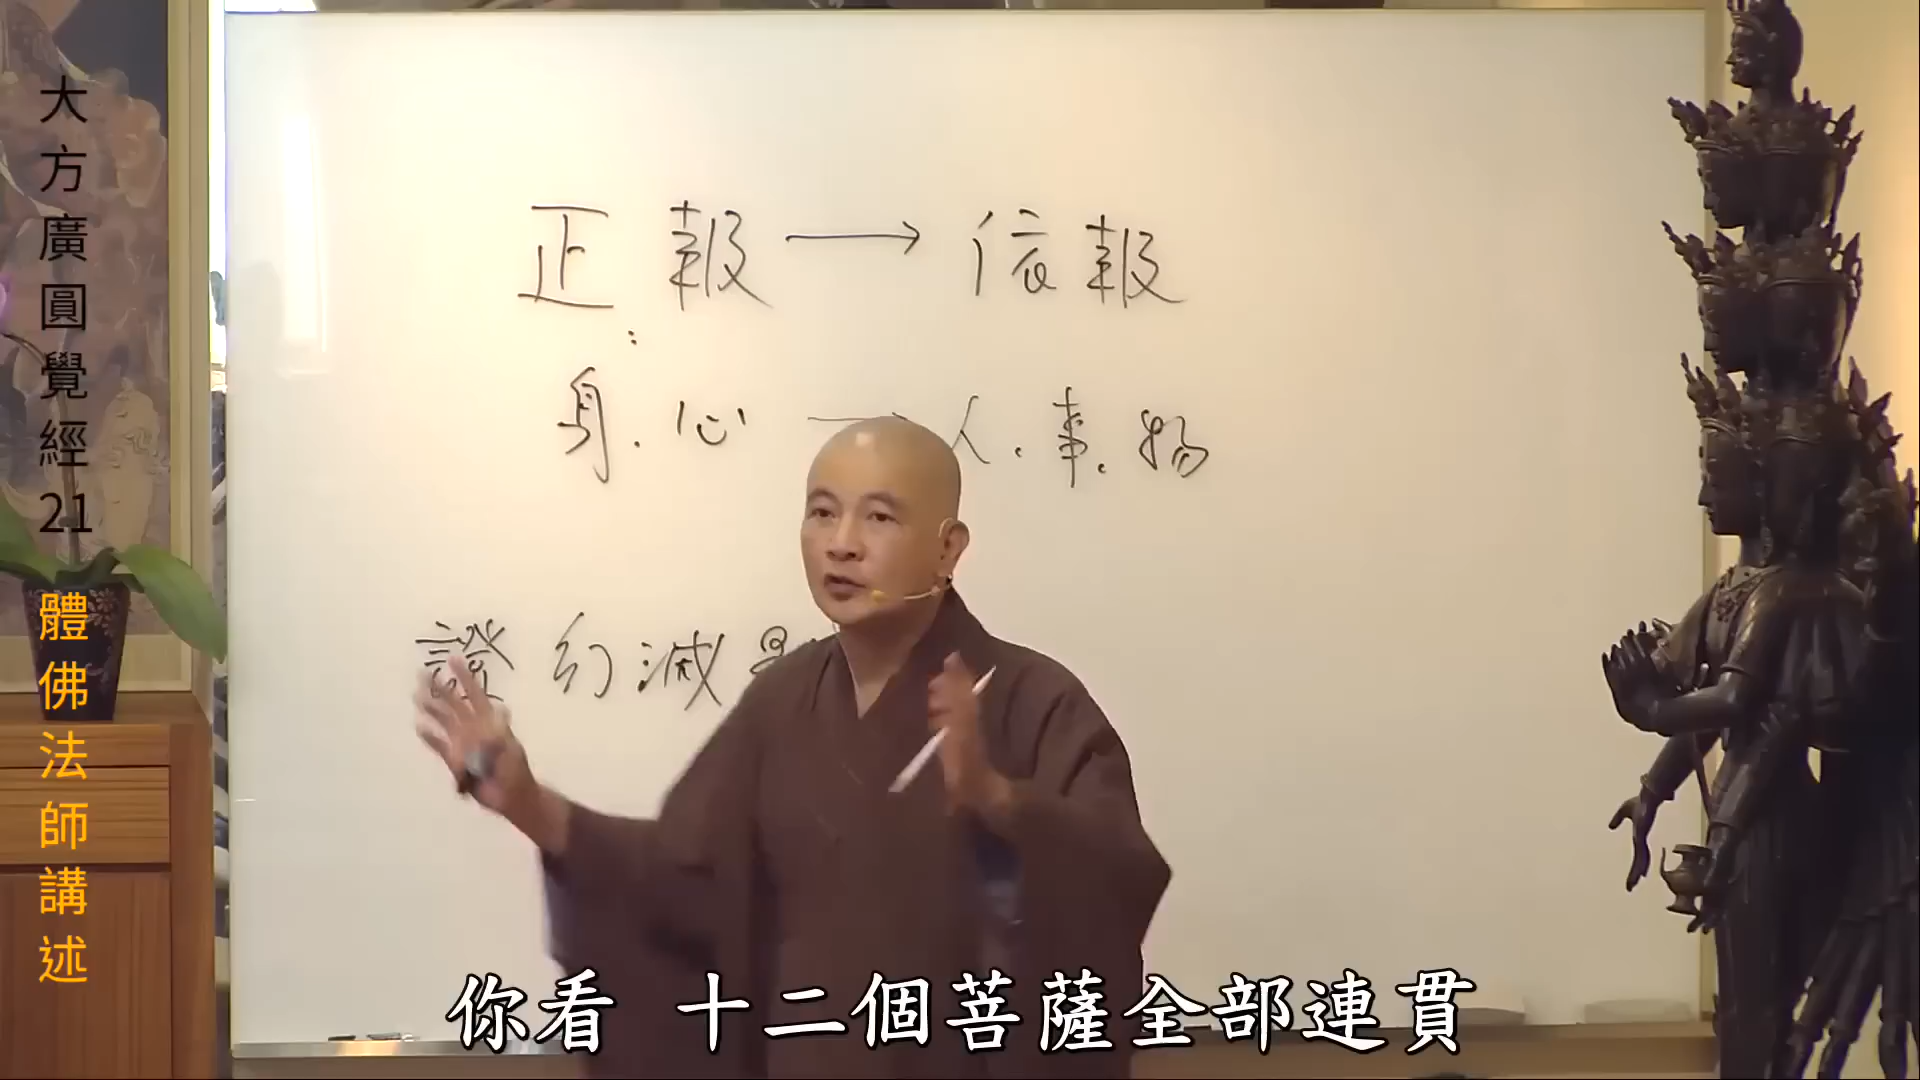 大方廣圓覺經21
體佛法師講述
正報→依報
：
身.心→人.事.物
證幻滅
你看 十二個菩薩全部連貫